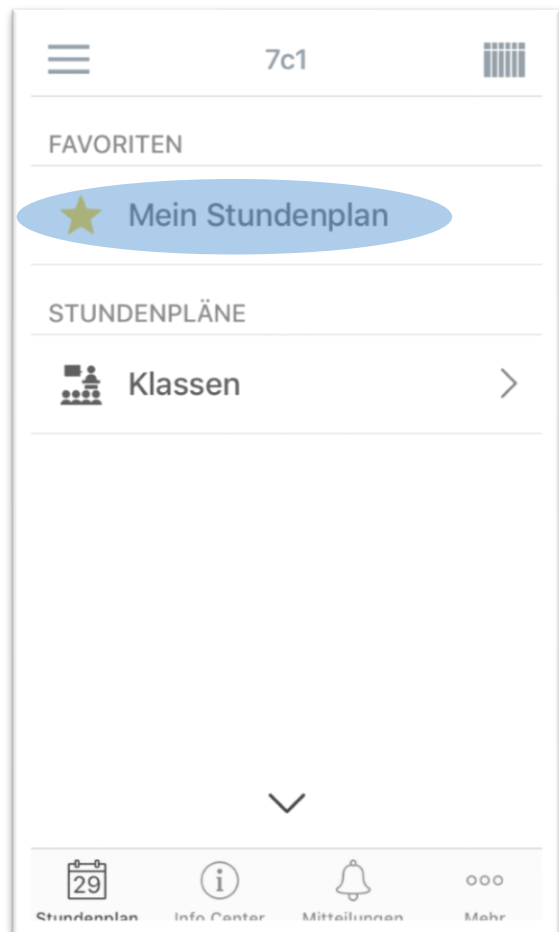 7c1
FAVORITEN
Mein Stundenplan
STUNDENPLÄNE
Klassen
29
Stundenplan Info Center Mitteilungen Mehr